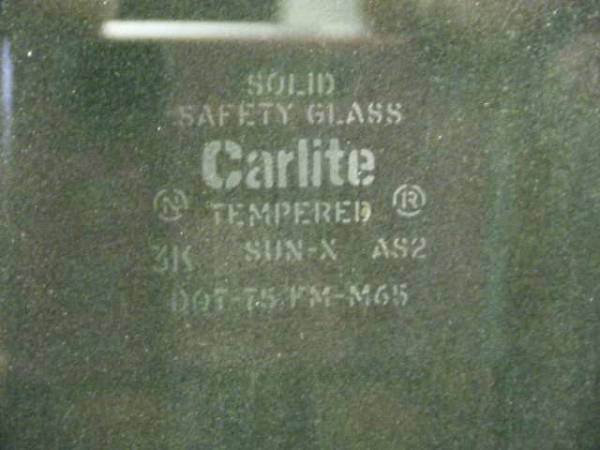 SOLID
SAFETY GLASS
Carlite
N TEMPERED R
3K SUN-X AS2
DOT-75 FM-M65